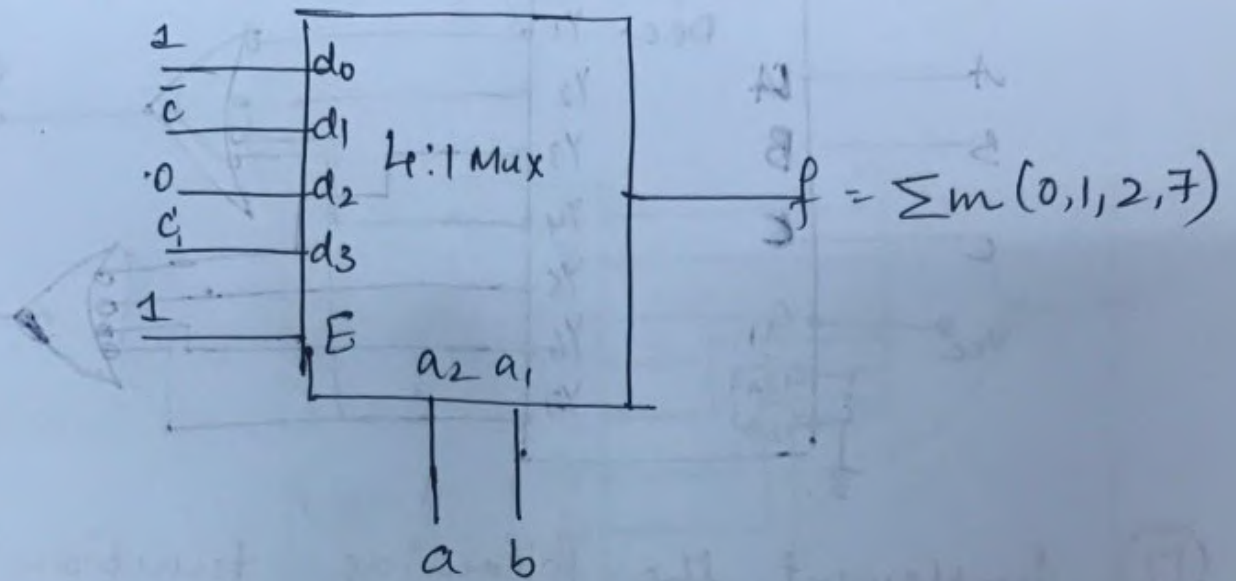 1 d0
c̄ d1
4:1 Mux
0 d2
f = Σm (0,1,2,7)
c d3
1 E
a2 a1
a b